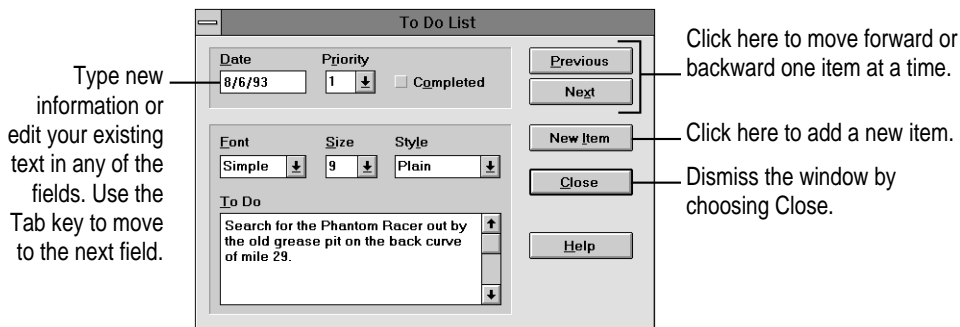 To Do List
Type new
information or
edit your existing
text in any of the
fields. Use the
Tab key to move
to the next field.
Date
8/6/93
Priority
1
Completed
Font
Simple
Size
9
Style
Plain
To Do
Search for the Phantom Racer out by
the old grease pit on the back curve
of mile 29.
Previous
Next
New Item
Close
Help
Click here to move forward or
backward one item at a time.
Click here to add a new item.
Dismiss the window by
choosing Close.